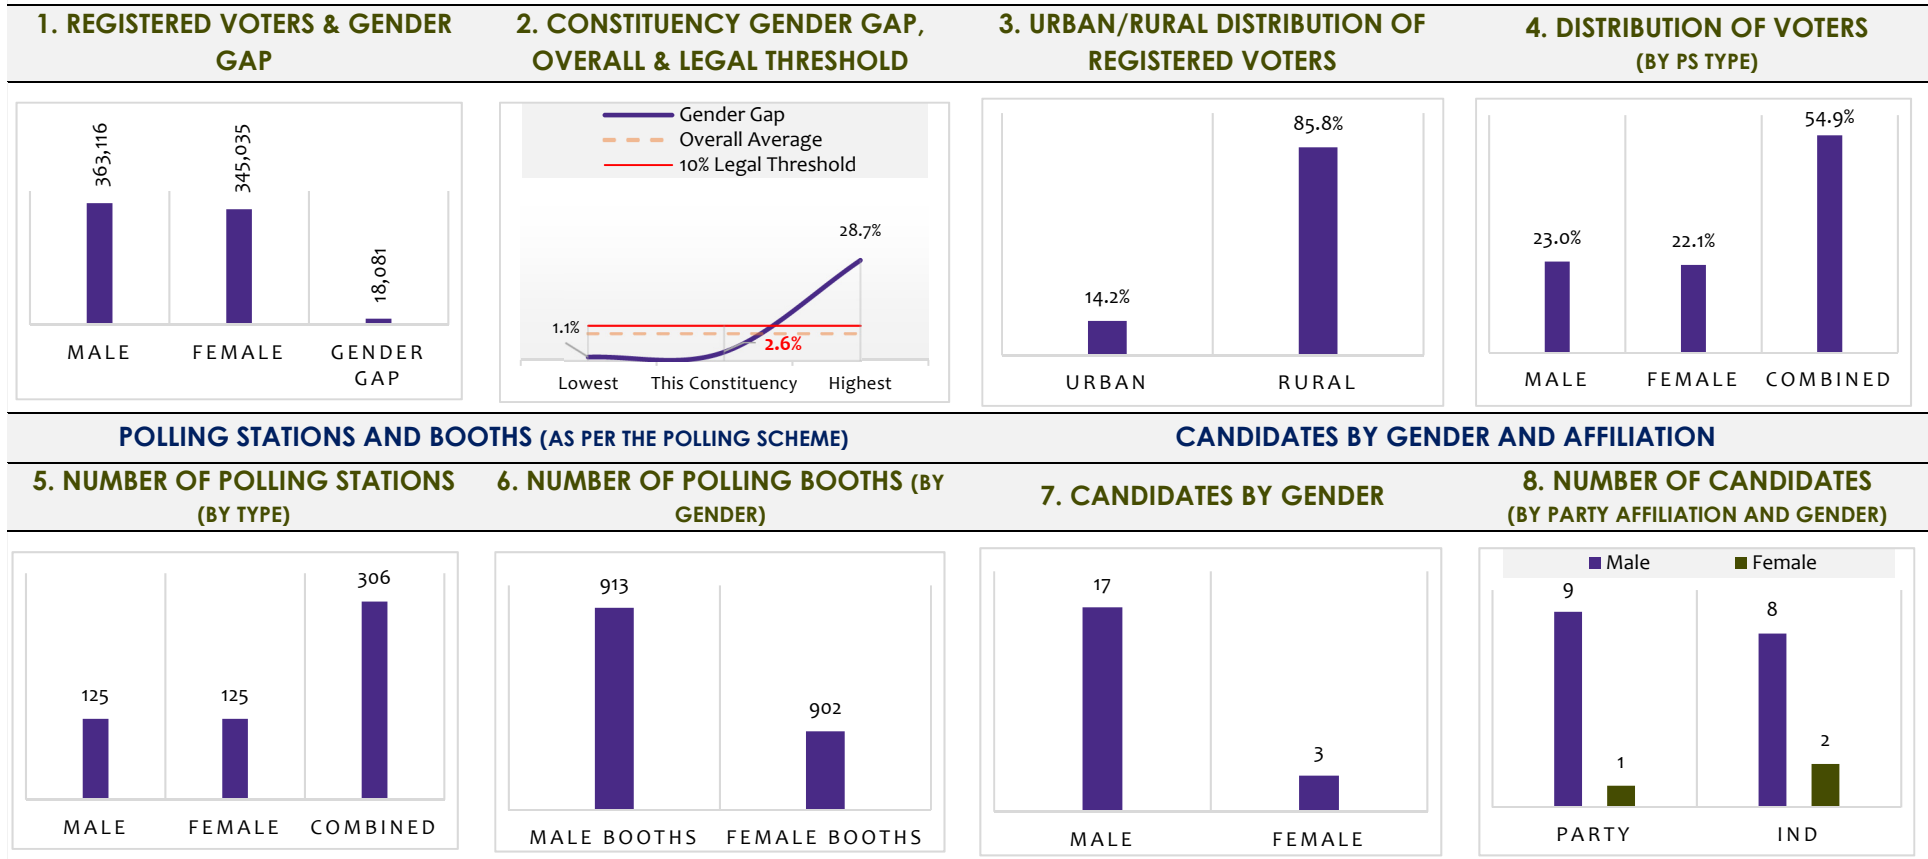 1. REGISTERED VOTERS & GENDER
GAP
2. CONSTITUENCY GENDER GAP,
OVERALL & LEGAL THRESHOLD
3. URBAN/RURAL DISTRIBUTION OF
REGISTERED VOTERS
4. DISTRIBUTION OF VOTERS
(BY PS TYPE)
363,116
345,035
18,081
MALE
FEMALE
GENDER
GAP
Gender Gap
Overall Average
10% Legal Threshold
28.7%
1.1%
2.6%
Lowest
This Constituency
Highest
85.8%
14.2%
URBAN
RURAL
54.9%
23.0%
22.1%
MALE
FEMALE
COMBINED
POLLING STATIONS AND BOOTHS (AS PER THE POLLING SCHEME)
CANDIDATES BY GENDER AND AFFILIATION
5. NUMBER OF POLLING STATIONS
(BY TYPE)
6. NUMBER OF POLLING BOOTHS (BY
GENDER)
7. CANDIDATES BY GENDER
8. NUMBER OF CANDIDATES
(BY PARTY AFFILIATION AND GENDER)
306
125
125
MALE
FEMALE
COMBINED
913
902
MALE BOOTHS
FEMALE BOOTHS
17
3
MALE
FEMALE
Male
Female
9
8
1
2
PARTY
IND